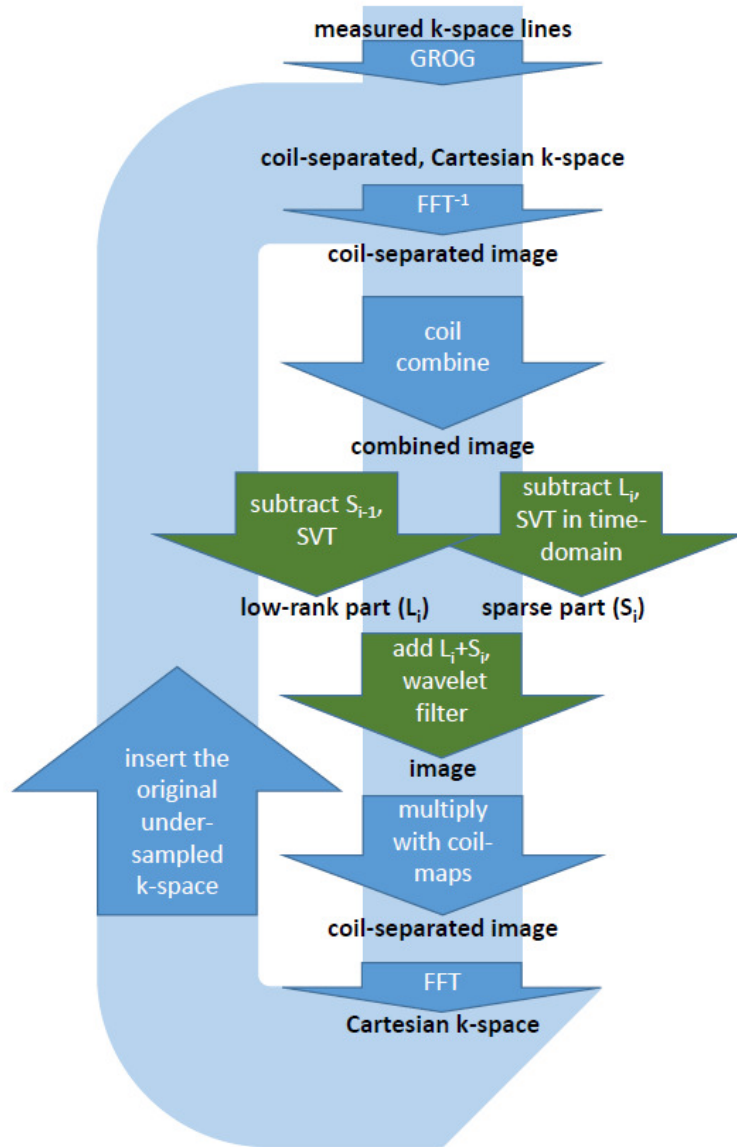 measured k-space lines
GROG
coil-separated, Cartesian k-space
FFT⁻¹
coil-separated image
coil
combine
combined image
subtract Sᵢ₋₁,
SVT
subtract Lᵢ,
SVT in time-
domain
low-rank part (Lᵢ)
sparse part (Sᵢ)
add Lᵢ+Sᵢ,
wavelet
filter
image
insert the
original
under-
sampled
k-space
multiply
with coil-
maps
coil-separated image
FFT
Cartesian k-space